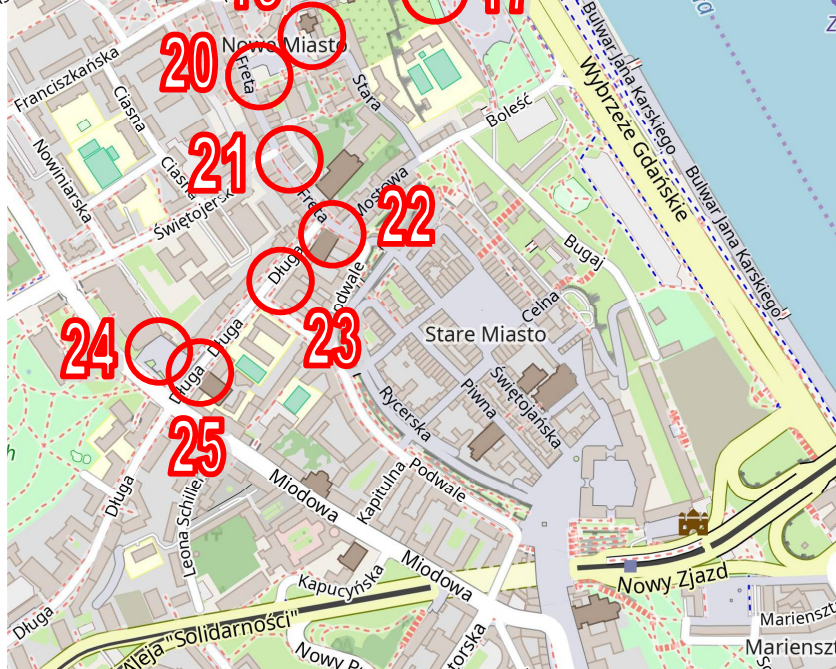 Nowe Miasto
20
Freta
Franciszkańska
Ciasna
Stara
Boleść
Wybrzeże Gdańskie
Bulwar Jana Karskiego
Bulwar Jana Karskiego
Nowiniarska
21
Ciasna
Świętojerska
Freta
Mostowa
22
Długa
Podwale
Bugaj
Celna
23
Stare Miasto
24
Długa
Długa
25
Rycerska
Piwna
Świętojańska
Miodowa
Kapitulna
Podwale
Długa
Leona Schillera
Miodowa
Kapucyńska
Nowy Zjazd
Długa
Aleja "Solidarności"
Mariensz
Mariensz